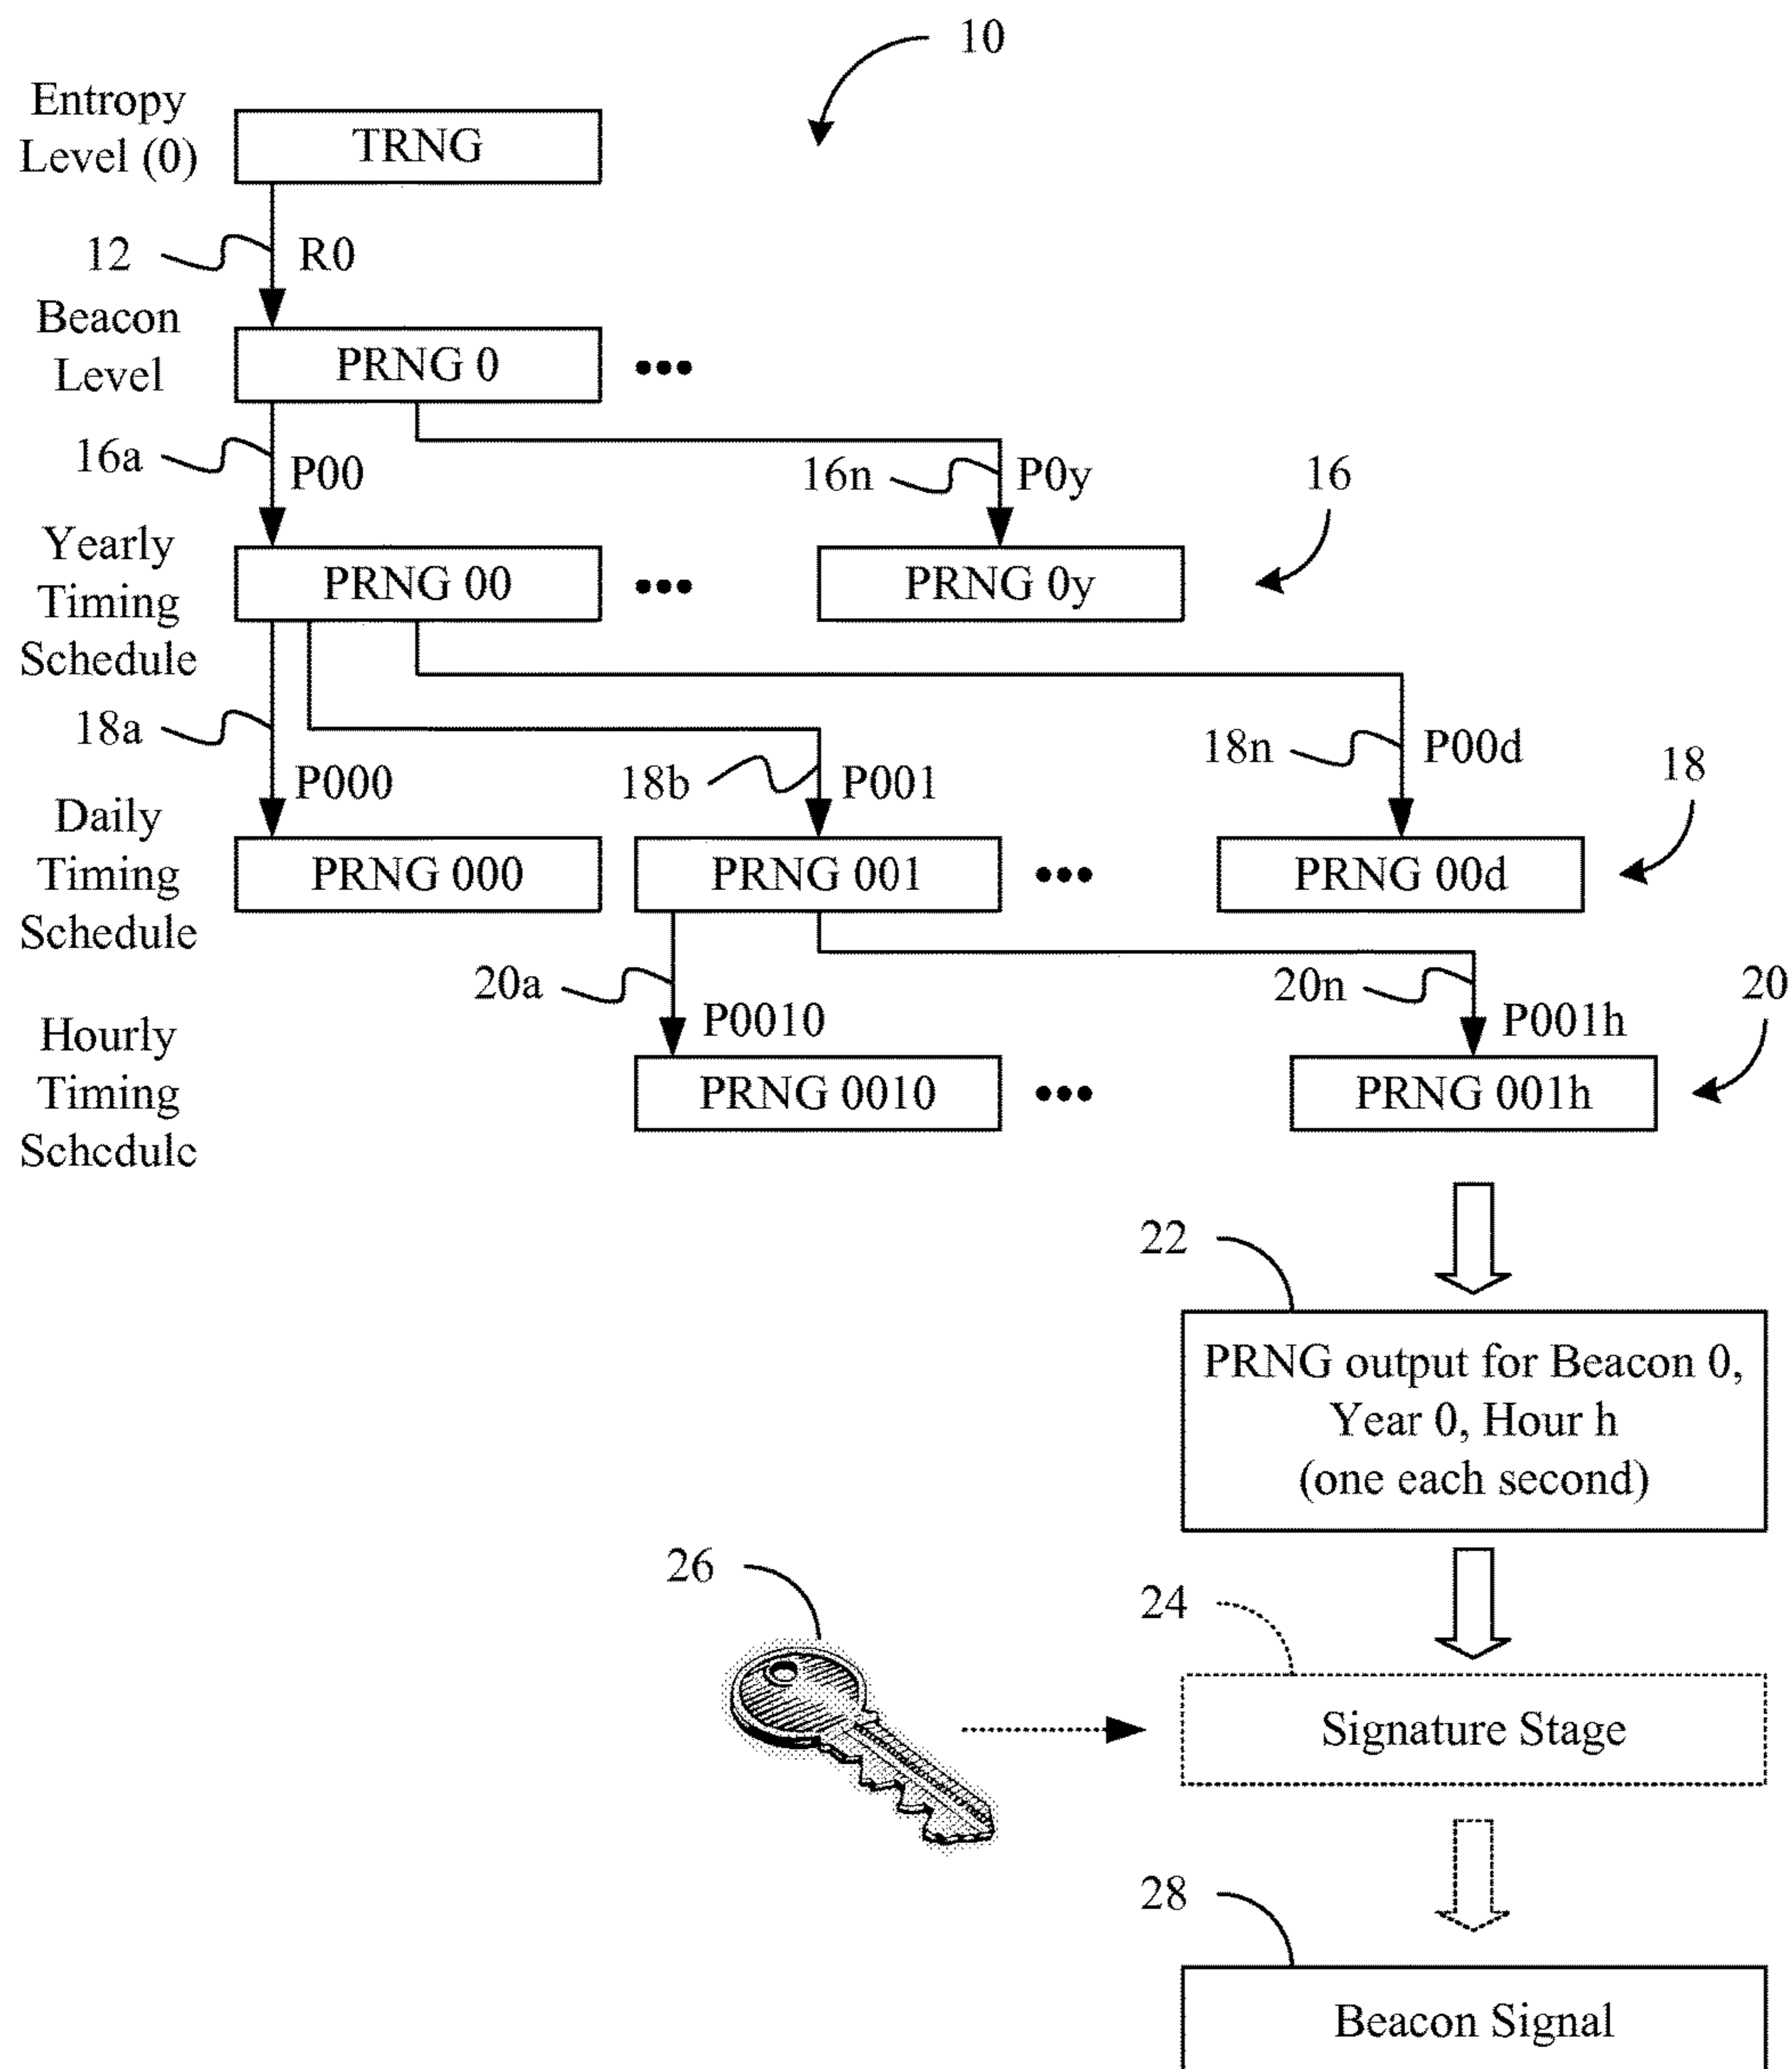 10
Entropy
Level (0)
TRNG
12
R0
Beacon
Level
PRNG 0
•••
16a
P00
16n
P0y
16
Yearly
Timing
Schedule
PRNG 00
•••
PRNG 0y
18a
P000
18b
P001
18n
P00d
18
Daily
Timing
Schedule
PRNG 000
PRNG 001
•••
PRNG 00d
20a
P0010
20n
P001h
20
Hourly
Timing
Schedule
PRNG 0010
•••
PRNG 001h
22
PRNG output for Beacon 0,
Year 0, Hour h
(one each second)
26
24
Signature Stage
28
Beacon Signal